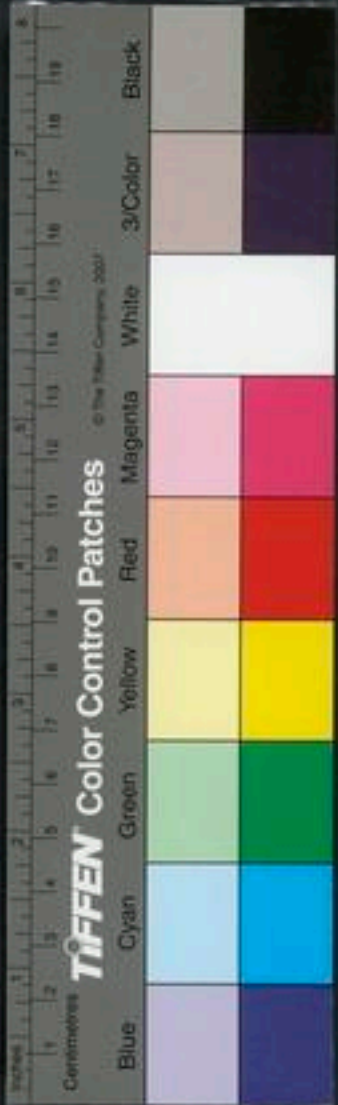 Inches 1 2 3 4 5 6 7 8
Centimetres 1 2 3 4 5 6 7 8 9 10 11 12 13 14 15 16 17 18 19
TIFFEN® Color Control Patches © The Tiffen Company, 2007
Blue Cyan Green Yellow Red Magenta White 3/Color Black